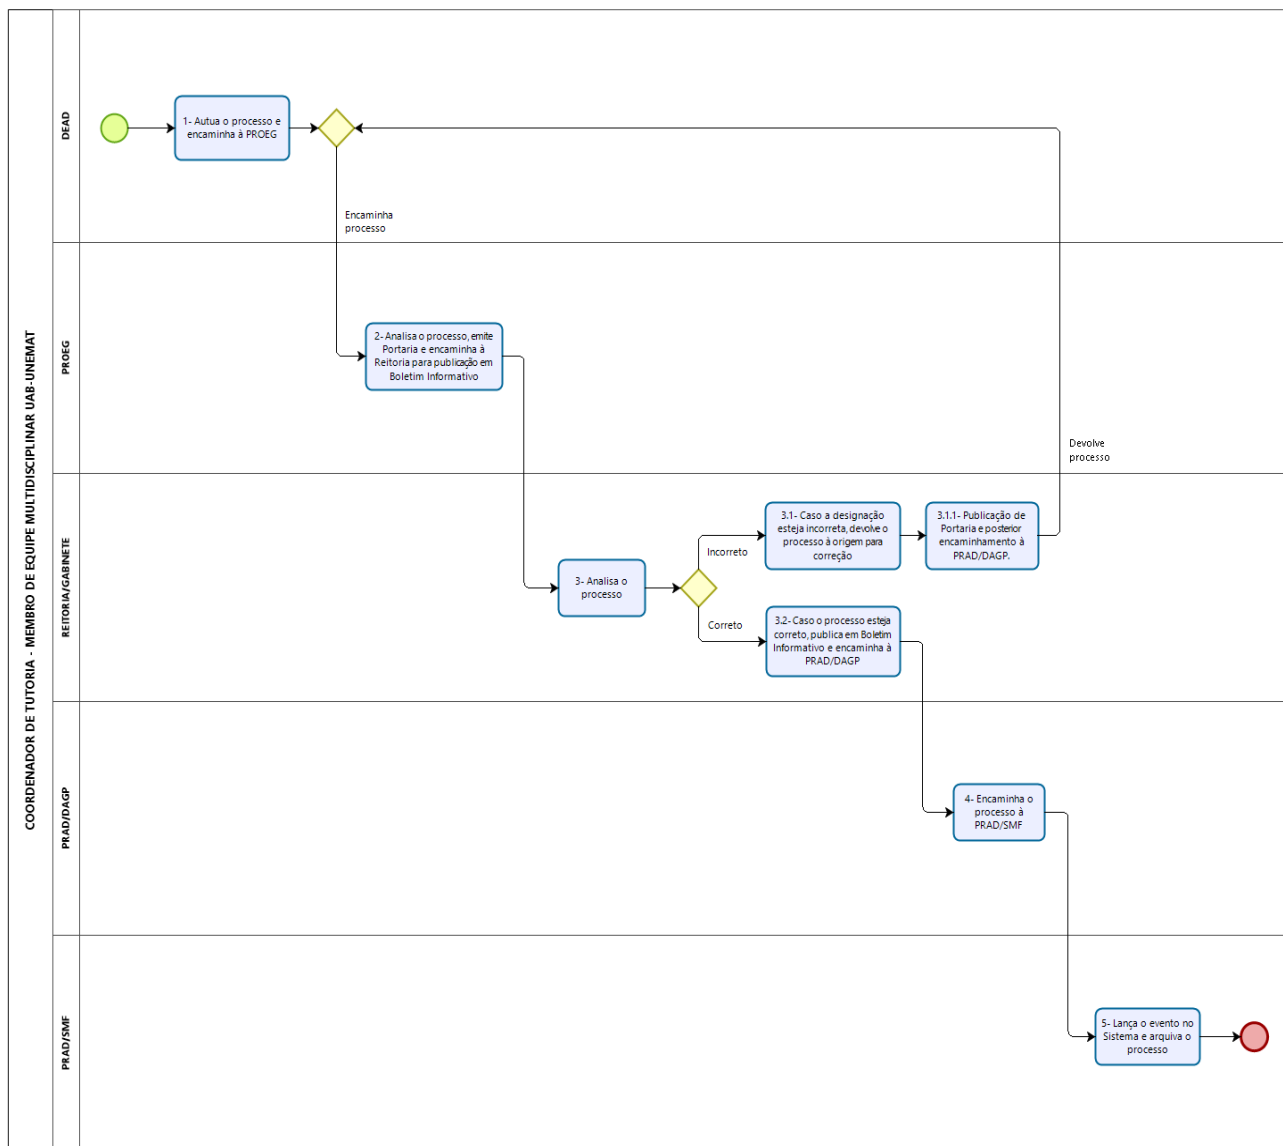 COORDENADOR DE TUTORIA - MEMBRO DE EQUIPE MULTIDISCIPLINAR UAB-UNEMAT
DEAD
1- Autua o processo e
encaminha à PROEG
Encaminha
processo
PROEG
2- Analisa o processo, emite
Portaria e encaminha à
Reitoria para publicação em
Boletim Informativo
Devolve
processo
REITORIA/GABINETE
3- Analisa o
processo
Incorreto
3.1- Caso a designação
esteja incorreta, devolve o
processo à origem para
correção
3.1.1- Publicação de
Portaria e posterior
encaminhamento à
PRAD/DAGP.
Correto
3.2- Caso o processo esteja
correto, publica em Boletim
Informativo e encaminha à
PRAD/DAGP
PRAD/DAGP
4- Encaminha o
processo à
PRAD/SMF
PRAD/SMF
5- Lança o evento no
Sistema e arquiva o
processo